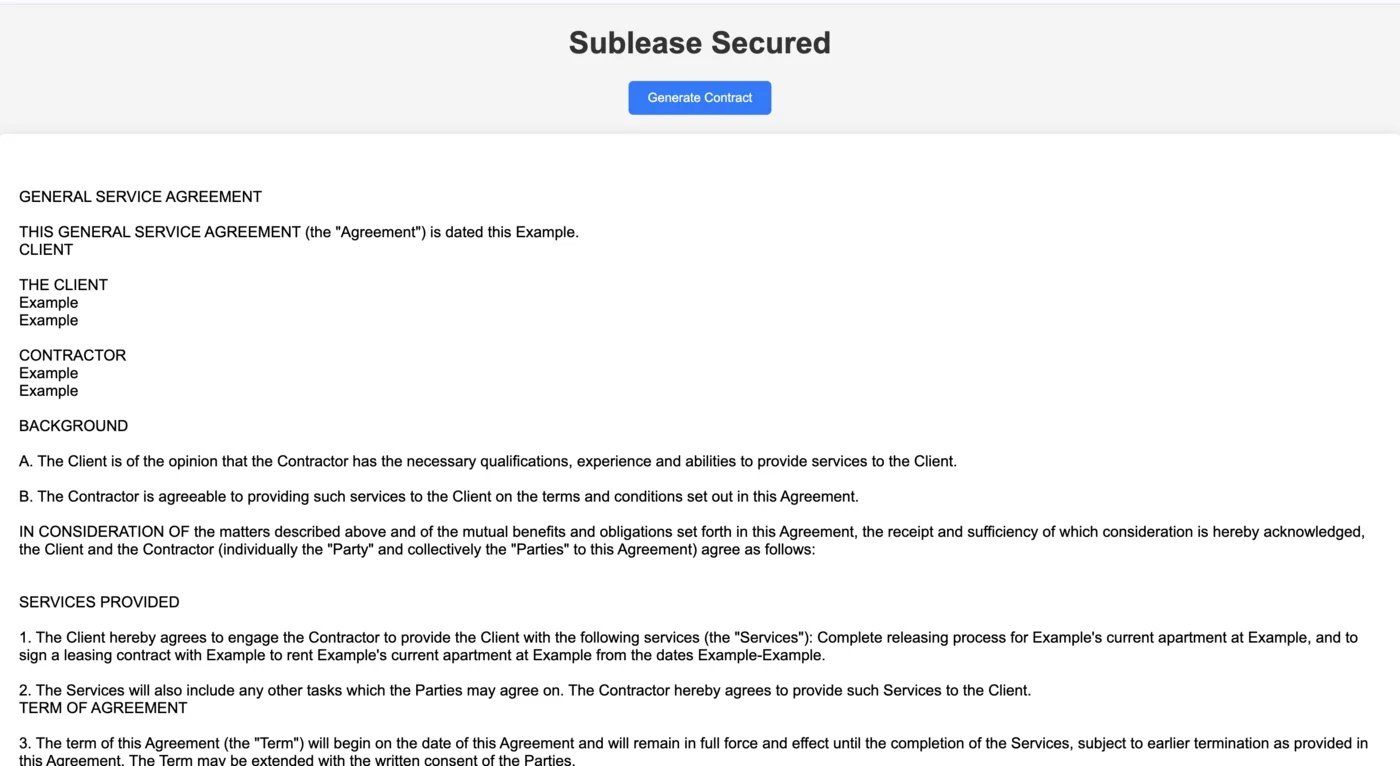 Sublease Secured
Generate Contract
GENERAL SERVICE AGREEMENT
THIS GENERAL SERVICE AGREEMENT (the "Agreement") is dated this Example.
CLIENT
THE CLIENT
Example
Example
CONTRACTOR
Example
Example
BACKGROUND
A. The Client is of the opinion that the Contractor has the necessary qualifications, experience and abilities to provide services to the Client.
B. The Contractor is agreeable to providing such services to the Client on the terms and conditions set out in this Agreement.
IN CONSIDERATION OF the matters described above and of the mutual benefits and obligations set forth in this Agreement, the receipt and sufficiency of which consideration is hereby acknowledged,
the Client and the Contractor (individually the "Party" and collectively the "Parties" to this Agreement) agree as follows:
SERVICES PROVIDED
1. The Client hereby agrees to engage the Contractor to provide the Client with the following services (the "Services"): Complete releasing process for Example's current apartment at Example, and to
sign a leasing contract with Example to rent Example's current apartment at Example from the dates Example-Example.
2. The Services will also include any other tasks which the Parties may agree on. The Contractor hereby agrees to provide such Services to the Client.
TERM OF AGREEMENT
3. The term of this Agreement (the "Term") will begin on the date of this Agreement and will remain in full force and effect until the completion of the Services, subject to earlier termination as provided in
this Agreement. The Term may be extended with the written consent of the Parties.